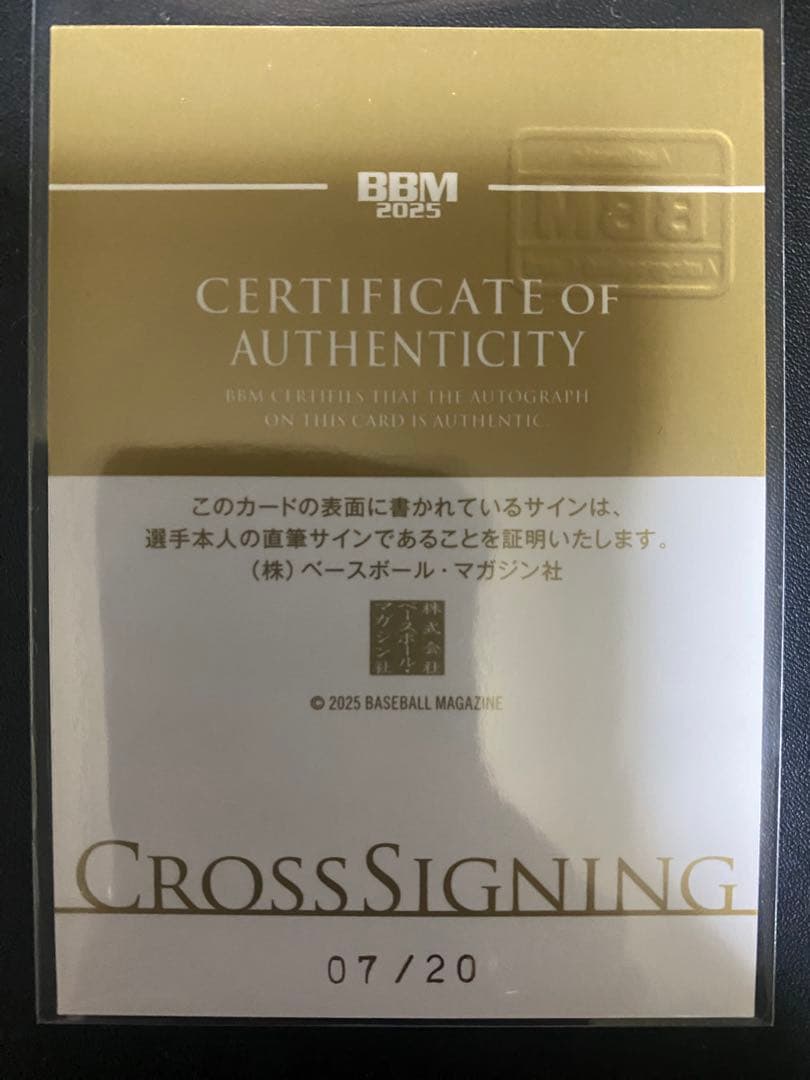 BBM
2025
CERTIFICATE OF
AUTHENTICITY
BBM CERTIFIES THAT THE AUTOGRAPH
ON THIS CARD IS AUTHENTIC.
このカードの表面に書かれているサインは、
選手本人の直筆サインであることを証明いたします。
（株）ベースボール・マガジン社
株式会社
ベースボール・
マガジン社
© 2025 BASEBALL MAGAZINE
CROSSSIGNING
07/20